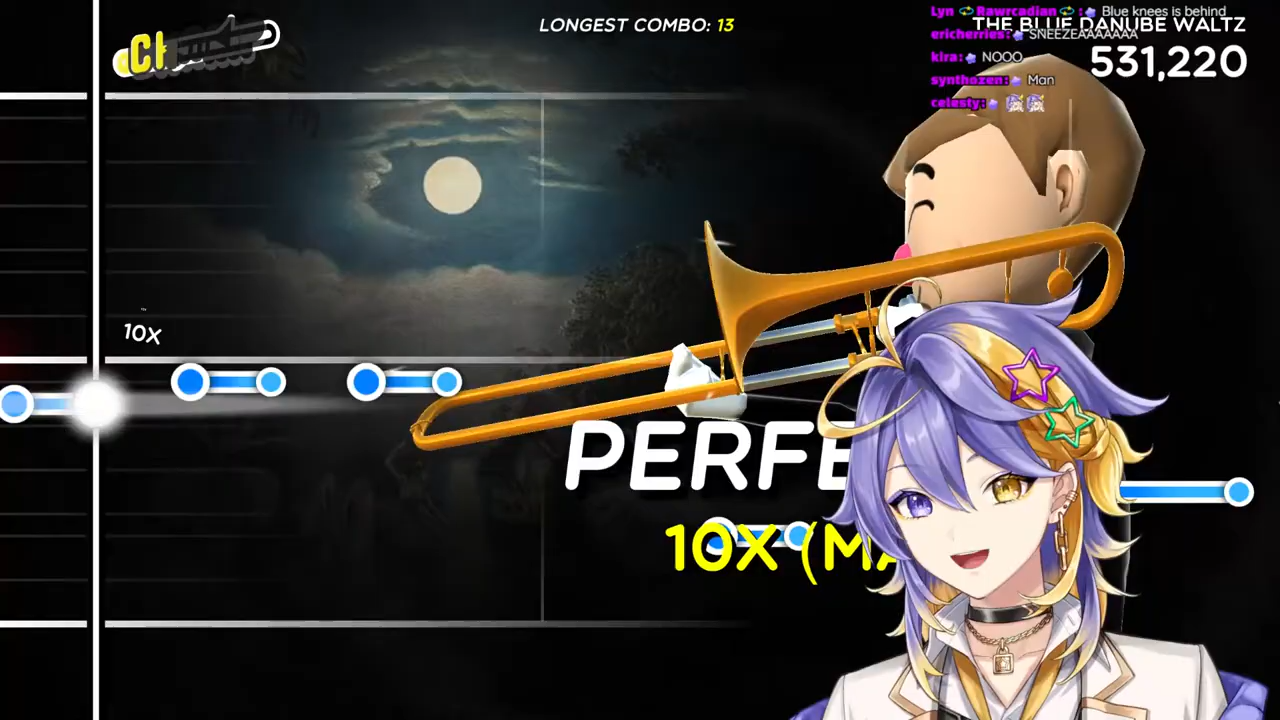 LONGEST COMBO: 13
THE BLUE DANUBE WALTZ
531,220
Lyn Rawrcadian : Blue knees is behind
ericherries: SNEEZEAAAAAAA
kira: NOOO
synthozen: Man
celesty:
10X
PERFE
10X (MA